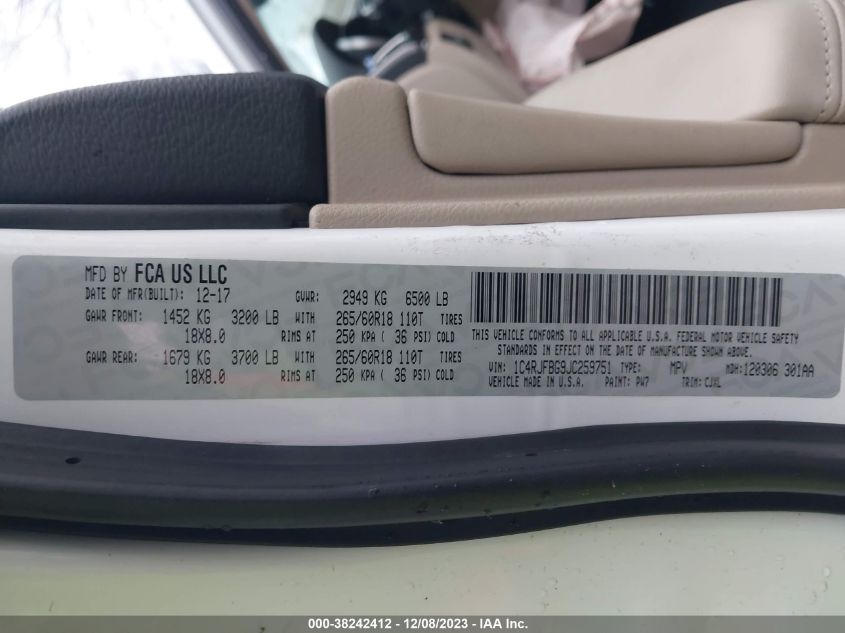 MFD BY FCA US LLC
DATE OF MFR(BUILT): 12-17 GVWR: 2949 KG 6500 LB
GAWR FRONT: 1452 KG 3200 LB WITH 265/60R18 110T TIRES
18X8.0 RIMS AT 250 KPA ( 36 PSI) COLD
GAWR REAR: 1679 KG 3700 LB WITH 265/60R18 110T TIRES
18X8.0 RIMS AT 250 KPA ( 36 PSI) COLD
THIS VEHICLE CONFORMS TO ALL APPLICABLE U.S.A. FEDERAL MOTOR VEHICLE SAFETY
STANDARDS IN EFFECT ON THE DATE OF MANUFACTURE SHOWN ABOVE.
VIN: 1C4RJFBG9JC259751 TYPE: MPV MDH: 120306 301AA
VEHICLE MADE IN U.S.A. PAINT: PW7 TRIM: CJXL
000-38242412 - 12/08/2023 - IAA Inc.